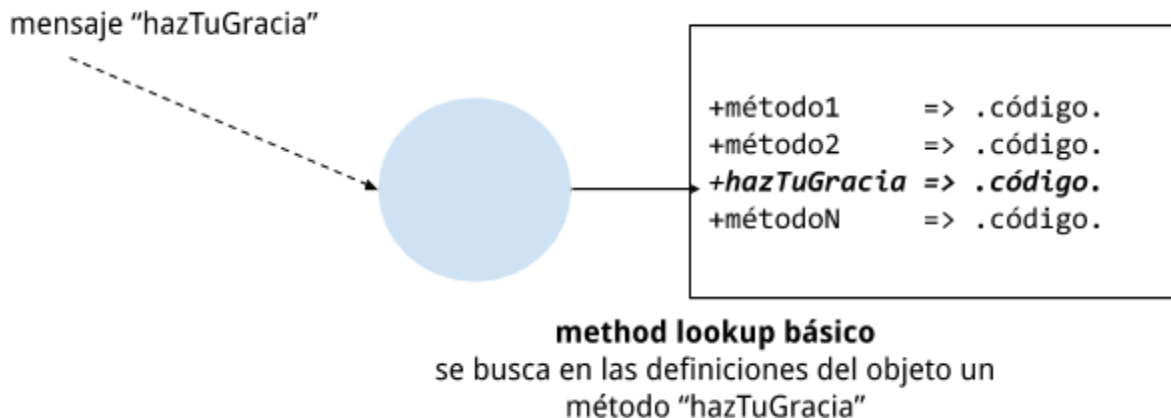 mensaje “hazTuGracia”
+método1 => .código.
+método2 => .código.
+hazTuGracia => .código.
+métodoN => .código.
method lookup básico
se busca en las definiciones del objeto un
método “hazTuGracia”